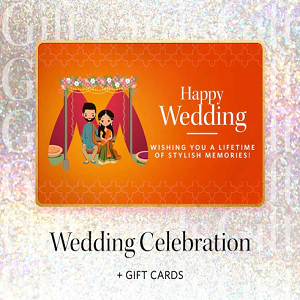 Happy
Wedding
WISHING YOU A LIFETIME
OF STYLISH MEMORIES!
Wedding Celebration
+ GIFT CARDS